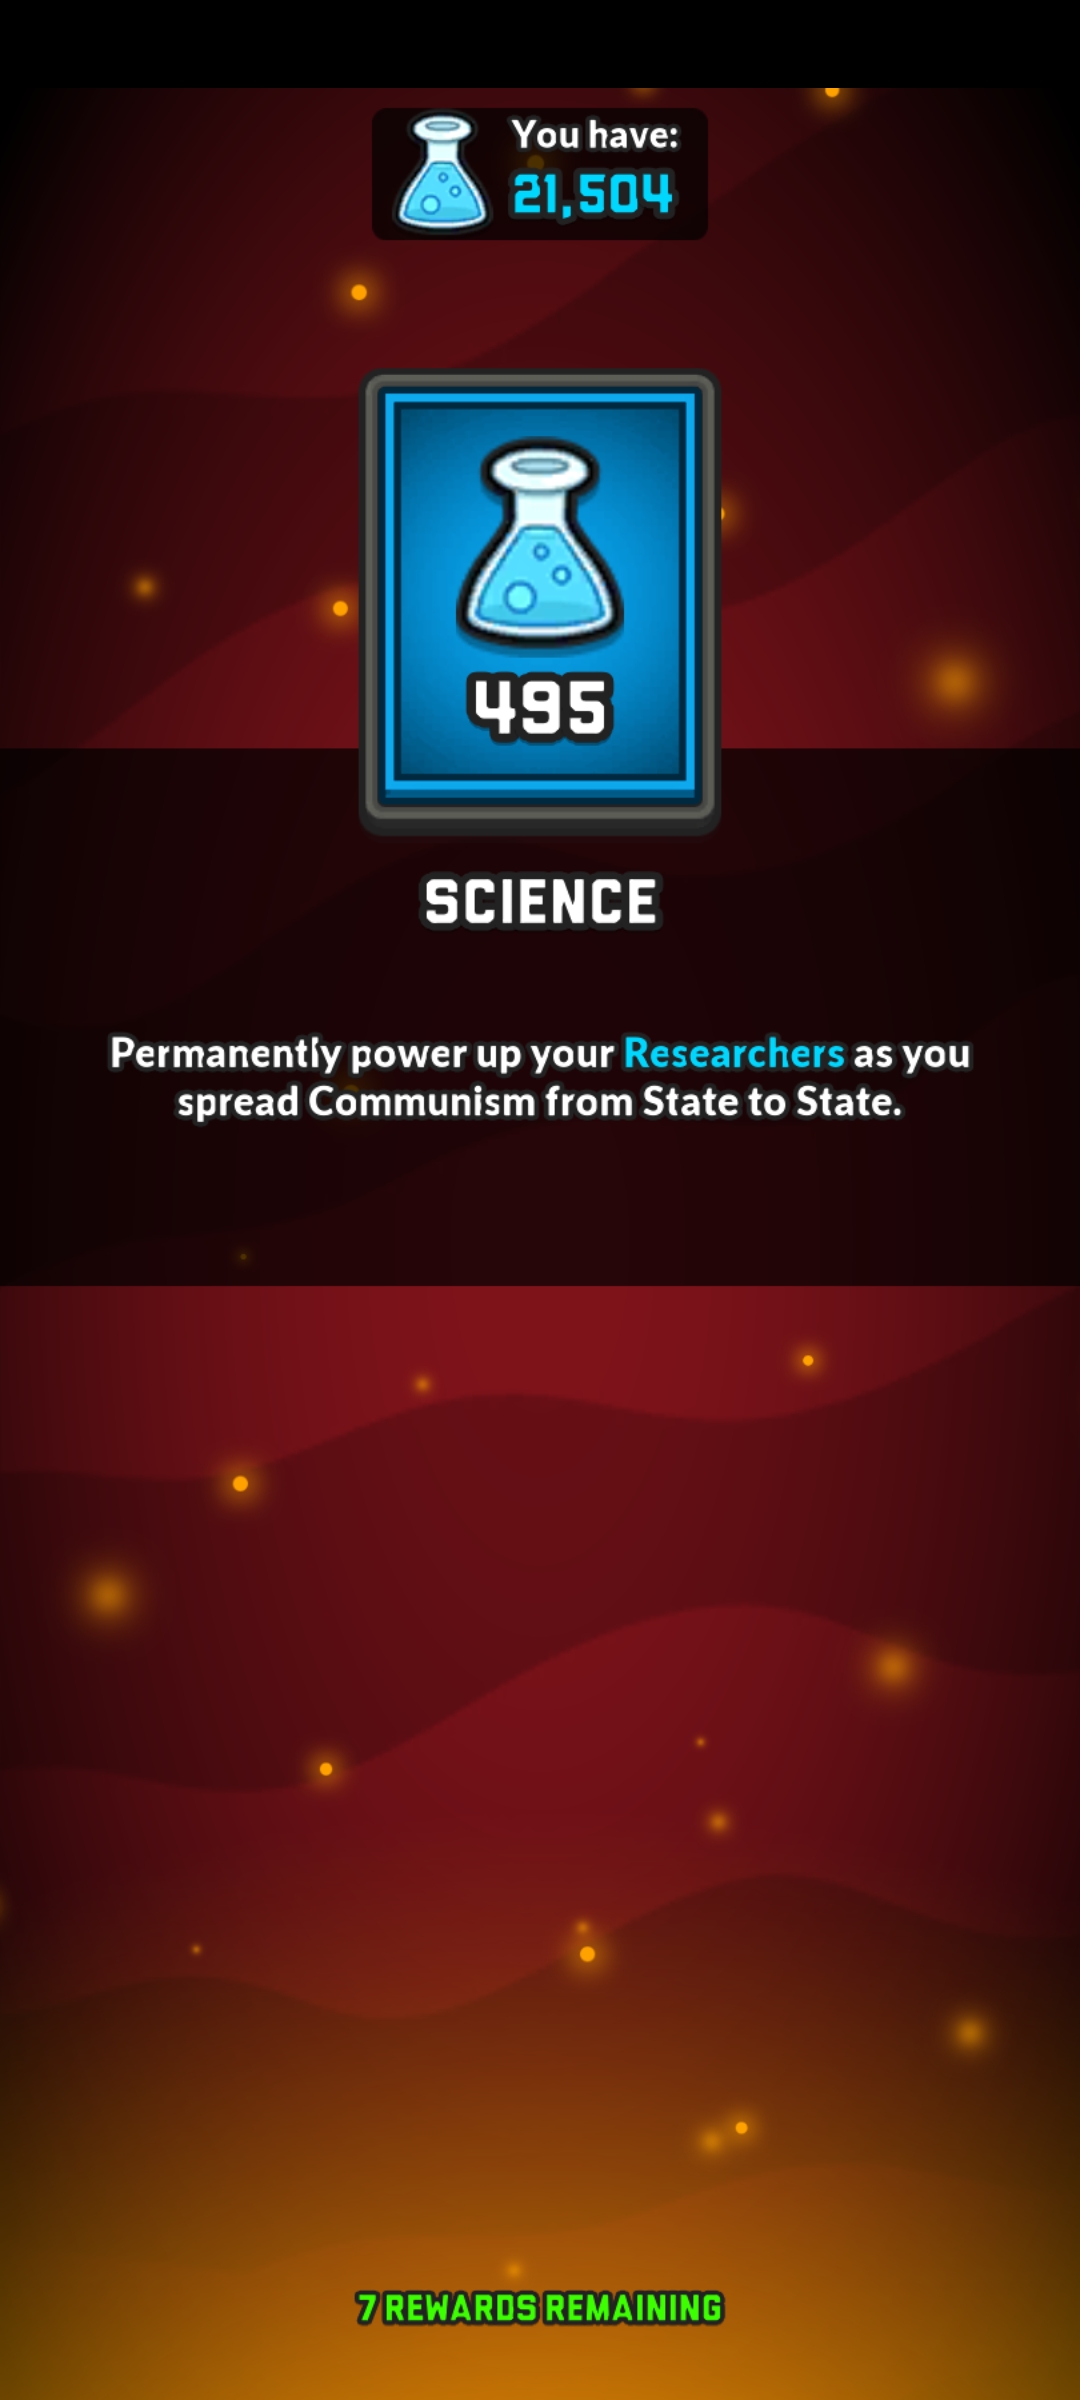 You have:
21,504
495
SCIENCE
Permanently power up your Researchers as you
spread Communism from State to State.
7 REWARDS REMAINING